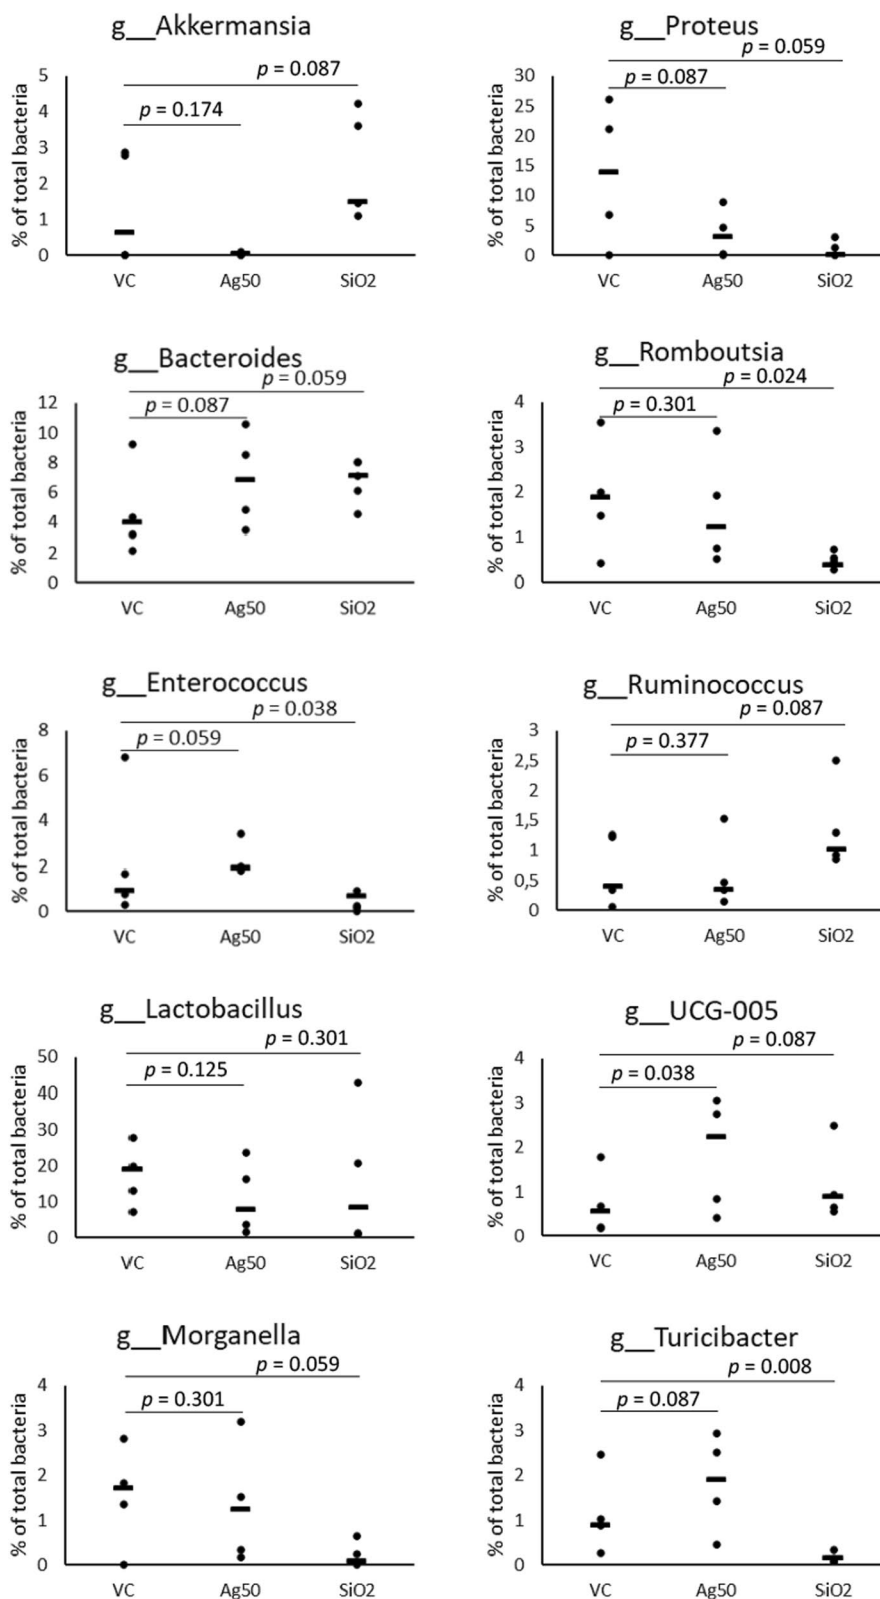 g__Akkermansia
p = 0.087
p = 0.174
% of total bacteria
5
4
3
2
1
0
VC Ag50 SiO2
g__Proteus
p = 0.059
p = 0.087
% of total bacteria
30
25
20
15
10
5
0
VC Ag50 SiO2
g__Bacteroides
p = 0.059
p = 0.087
% of total bacteria
12
10
8
6
4
2
0
VC Ag50 SiO2
g__Romboutsia
p = 0.024
p = 0.301
% of total bacteria
4
3
2
1
0
VC Ag50 SiO2
g__Enterococcus
p = 0.038
p = 0.059
% of total bacteria
8
6
4
2
0
VC Ag50 SiO2
g__Ruminococcus
p = 0.087
p = 0.377
% of total bacteria
3
2,5
2
1,5
1
0,5
0
VC Ag50 SiO2
g__Lactobacillus
p = 0.301
p = 0.125
% of total bacteria
50
40
30
20
10
0
VC Ag50 SiO2
g__UCG-005
p = 0.087
p = 0.038
% of total bacteria
4
3
2
1
0
VC Ag50 SiO2
g__Morganella
p = 0.059
p = 0.301
% of total bacteria
4
3
2
1
0
VC Ag50 SiO2
g__Turicibacter
p = 0.008
p = 0.087
% of total bacteria
4
3
2
1
0
VC Ag50 SiO2